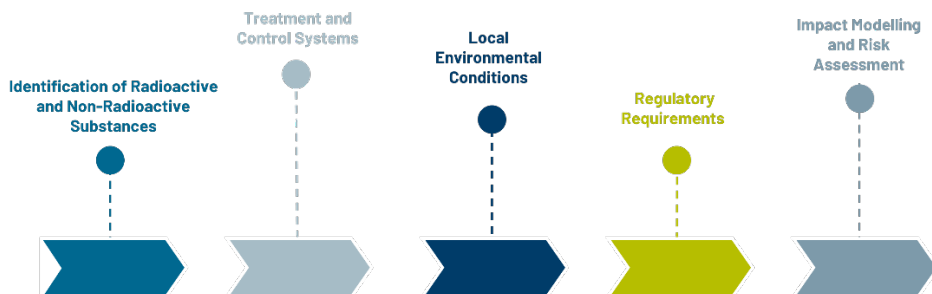 Identification of Radioactive
and Non-Radioactive
Substances
Treatment and
Control Systems
Local
Environmental
Conditions
Regulatory
Requirements
Impact Modelling
and Risk
Assessment